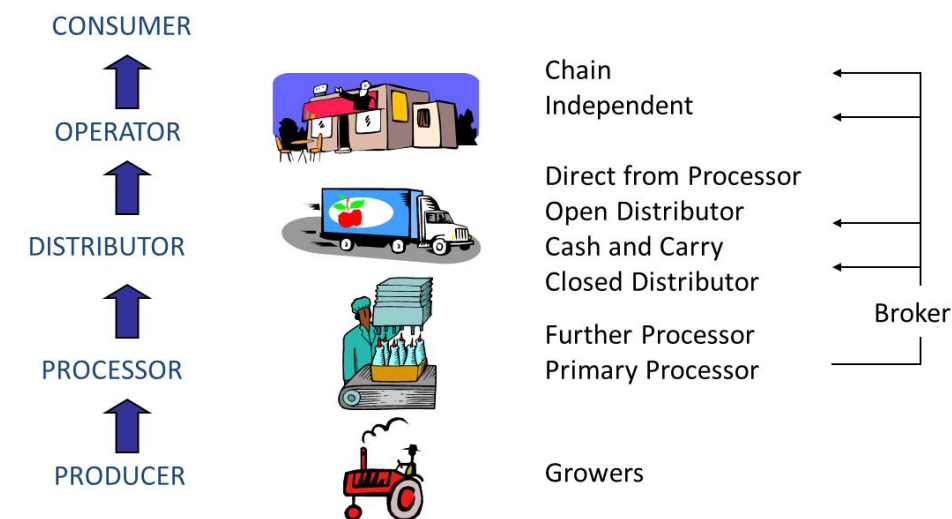 CONSUMER
Chain
Independent
OPERATOR
Direct from Processor
Open Distributor
DISTRIBUTOR
Cash and Carry
Closed Distributor
Broker
Further Processor
PROCESSOR
Primary Processor
PRODUCER
Growers